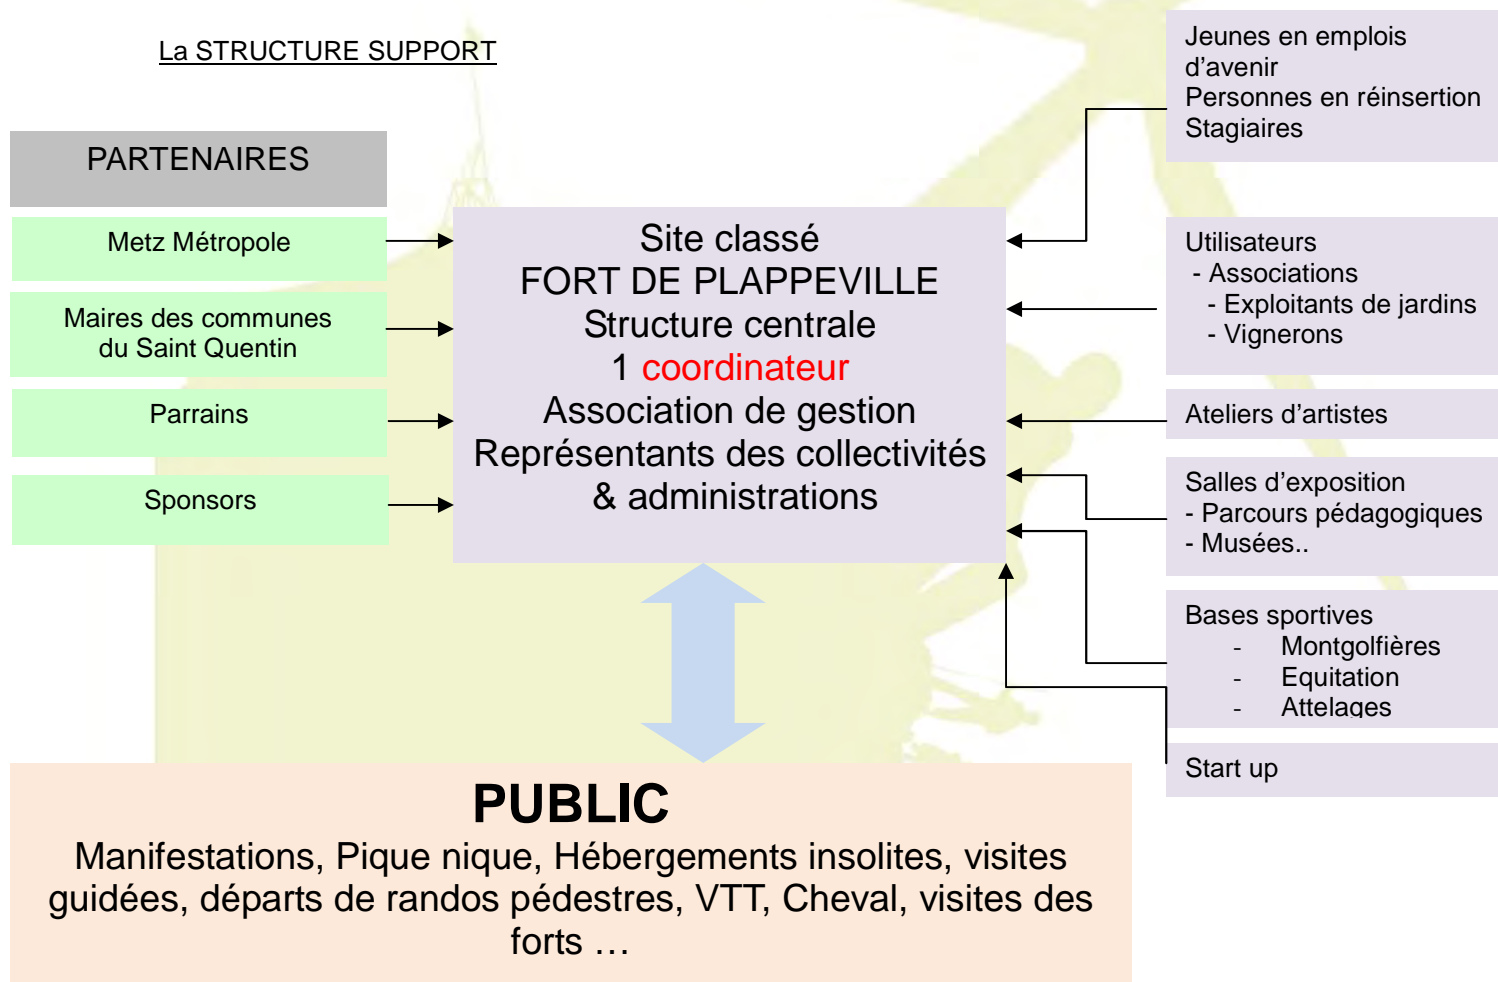 La STRUCTURE SUPPORT
PARTENAIRES
Metz Métropole
Maires des communes
du Saint Quentin
Parrains
Sponsors
Site classé
FORT DE PLAPPEVILLE
Structure centrale
1 coordinateur
Association de gestion
Représentants des collectivités
& administrations
Jeunes en emplois
d’avenir
Personnes en réinsertion
Stagiaires
Utilisateurs
- Associations
- Exploitants de jardins
- Vignerons
Ateliers d’artistes
Salles d’exposition
- Parcours pédagogiques
- Musées..
Bases sportives
- Montgolfières
- Equitation
- Attelages
Start up
PUBLIC
Manifestations, Pique nique, Hébergements insolites, visites
guidées, départs de randos pédestres, VTT, Cheval, visites des
forts …